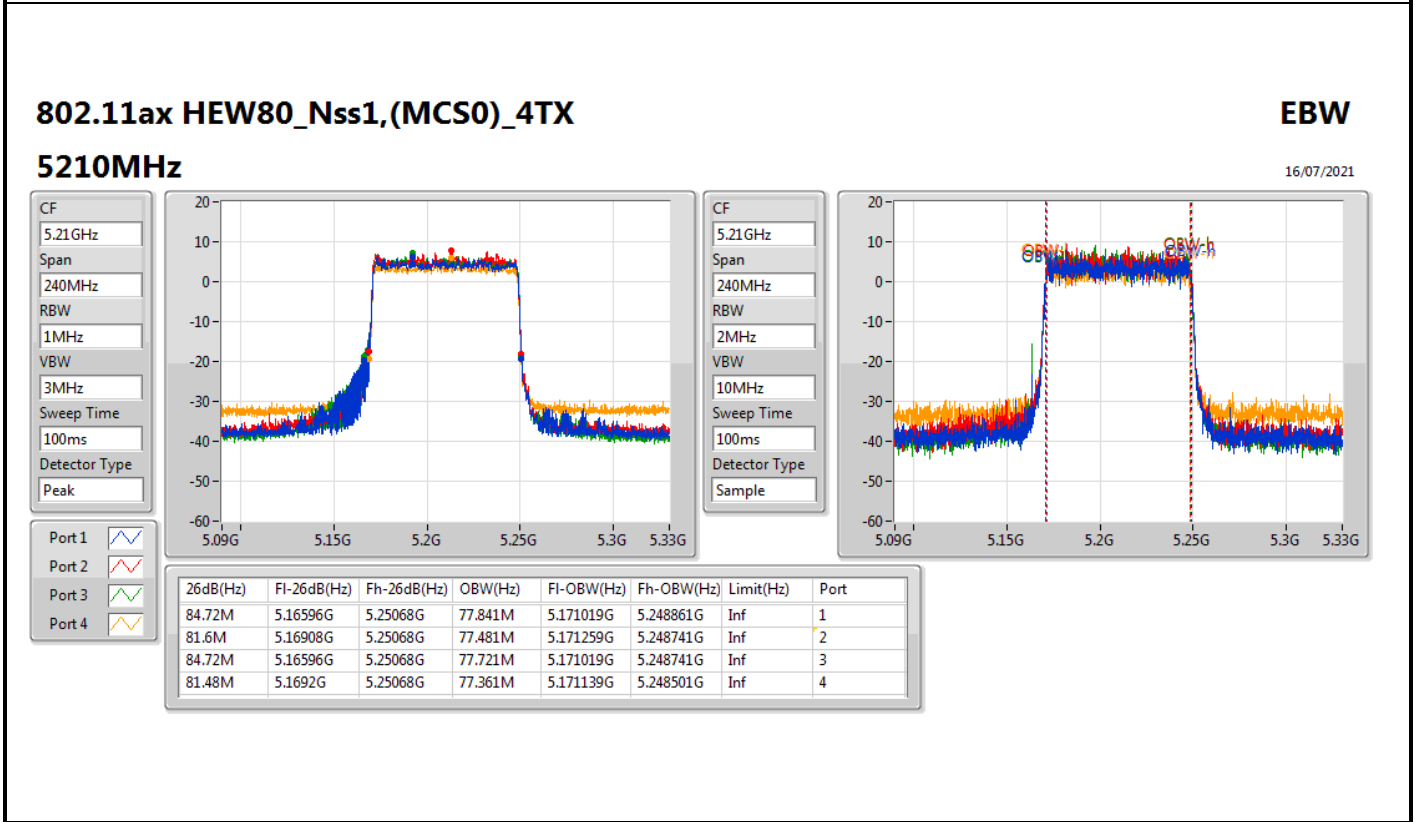 802.11ax HEW80_Nss1,(MCS0)_4TX EBW
5210MHz 16/07/2021
CF
5.21GHz
Span
240MHz
RBW
1MHz
VBW
3MHz
Sweep Time
100ms
Detector Type
Peak
20
10
0
-10
-20
-30
-40
-50
-60
5.09G 5.15G 5.2G 5.25G 5.3G 5.33G
CF
5.21GHz
Span
240MHz
RBW
2MHz
VBW
10MHz
Sweep Time
100ms
Detector Type
Sample
20
10
0
-10
-20
-30
-40
-50
-60
OBW-h
5.09G 5.15G 5.2G 5.25G 5.3G 5.33G
Port 1
Port 2
Port 3
Port 4
26dB(Hz) Fl-26dB(Hz) Fh-26dB(Hz) OBW(Hz) Fl-OBW(Hz) Fh-OBW(Hz) Limit(Hz) Port
84.72M 5.16596G 5.25068G 77.841M 5.171019G 5.248861G Inf 1
81.6M 5.16908G 5.25068G 77.481M 5.171259G 5.248741G Inf 2
84.72M 5.16596G 5.25068G 77.721M 5.171019G 5.248741G Inf 3
81.48M 5.1692G 5.25068G 77.361M 5.171139G 5.248501G Inf 4